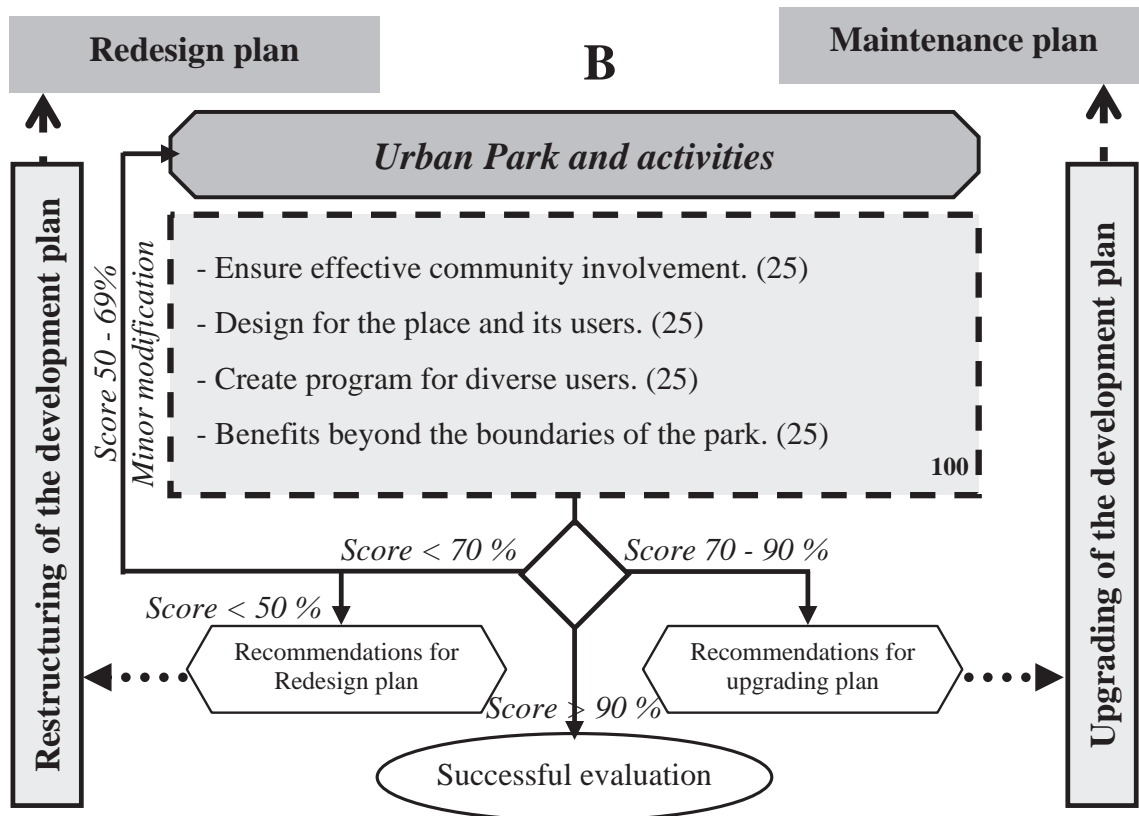 Redesign plan
B
Maintenance plan
Urban Park and activities
Restructuring of the development plan
Score 50 - 69%
Minor modification
- Ensure effective community involvement. (25)
- Design for the place and its users. (25)
- Create program for diverse users. (25)
- Benefits beyond the boundaries of the park. (25)
100
Upgrading of the development plan
Score < 70 %
Score 70 - 90 %
Score < 50 %
Recommendations for
Redesign plan
Recommendations for
upgrading plan
Score > 90 %
Successful evaluation